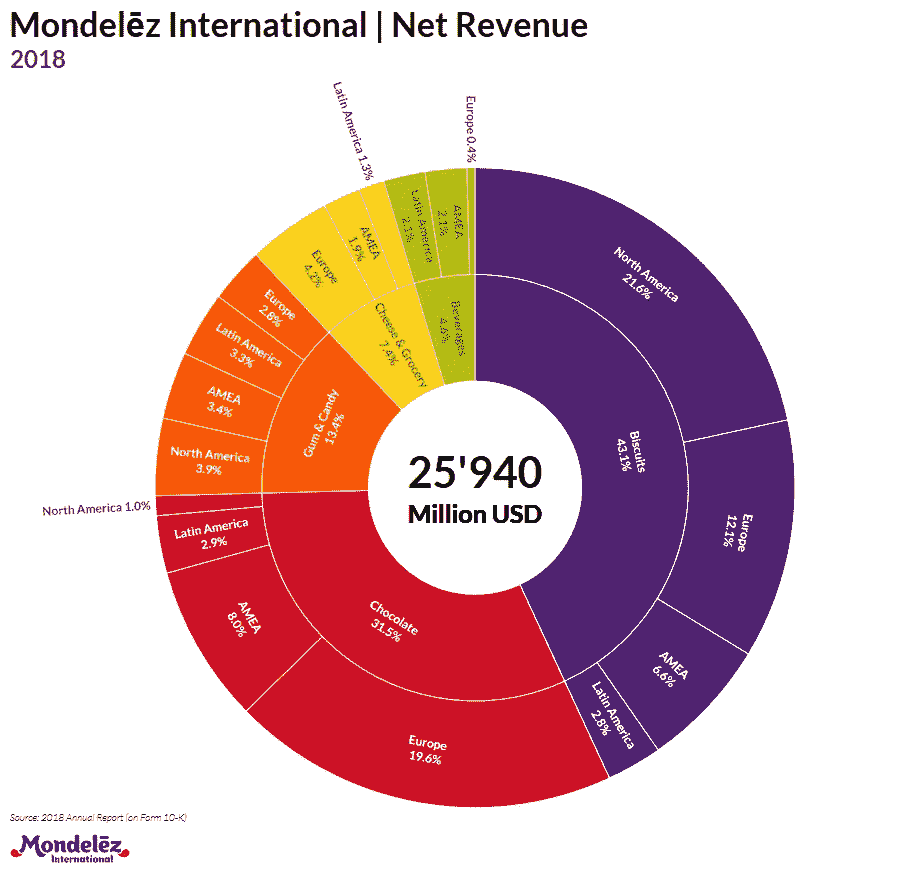 Mondelēz International | Net Revenue
2018
Latin America 1.3%
Europe 0.4%
Latin America
2.1%
AMEA
2.1%
AMEA
1.9%
Europe
4.2%
Cheese & Grocery
7.4%
Beverages
4.6%
North America
21.6%
Europe
2.8%
Latin America
3.3%
AMEA
3.4%
North America
3.9%
Gum & Candy
13.4%
Biscuits
43.1%
25'940
Million USD
North America 1.0%
Latin America
2.9%
AMEA
8.0%
Chocolate
31.5%
Europe
19.6%
Europe
12.1%
AMEA
6.6%
Latin America
2.8%
Source: 2018 Annual Report (on Form 10-K)
Mondelēz
International